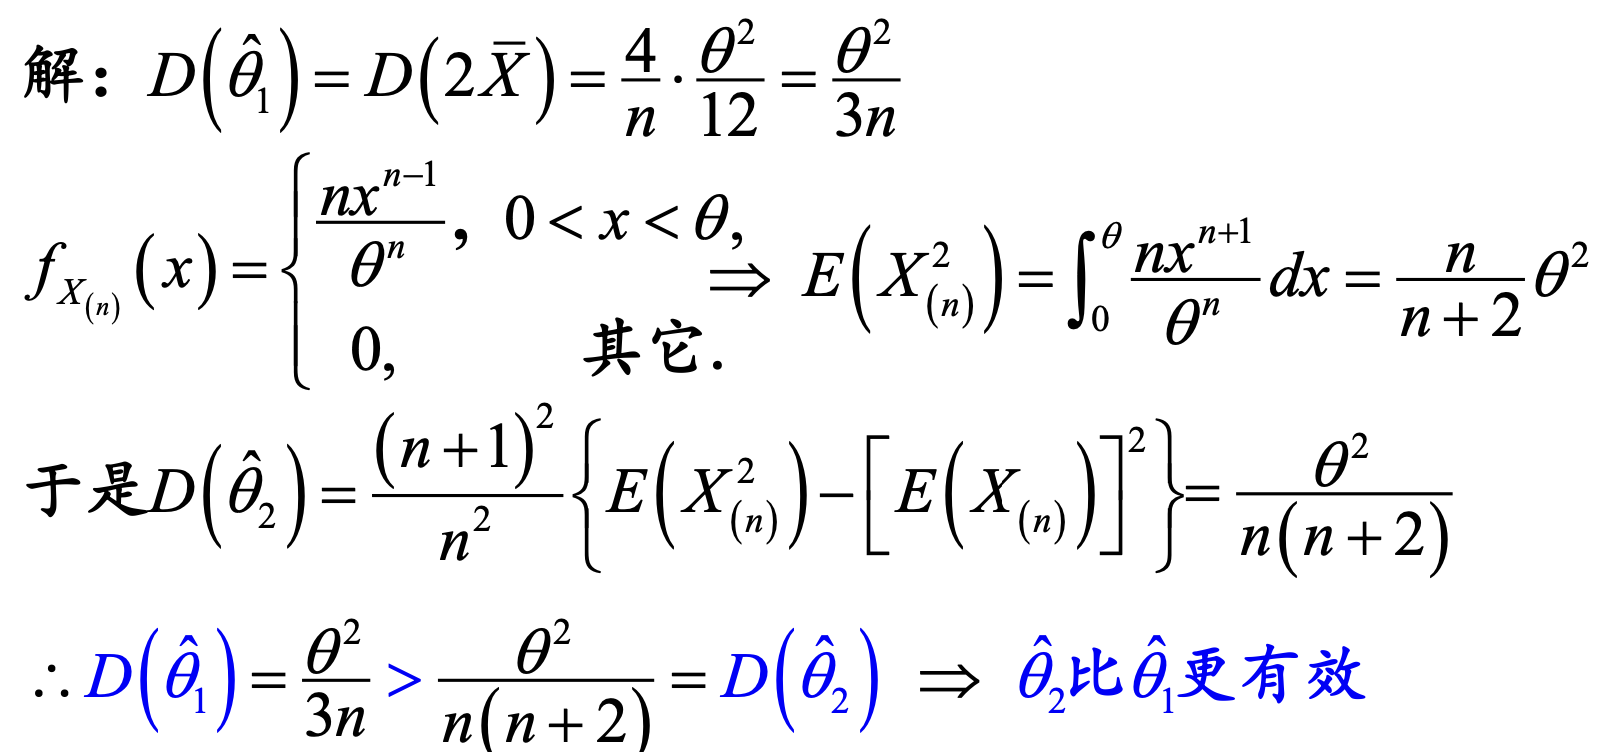 解：D(θ̂₁) = D(2X̄) = 4/n · θ²/12 = θ²/(3n)
f_{X_(n)}(x) = { nx^{n-1}/θ^n, 0 < x < θ, 0, 其它. ⇒ E(X²_(n)) = ∫₀^θ nx^{n+1}/θ^n dx = n/(n+2) θ²
于是D(θ̂₂) = (n+1)²/n² {E(X²_(n)) − [E(X_(n))]²} = θ²/(n(n+2))
∴ D(θ̂₁) = θ²/(3n) > θ²/(n(n+2)) = D(θ̂₂) ⇒ θ̂₂比θ̂₁更有效